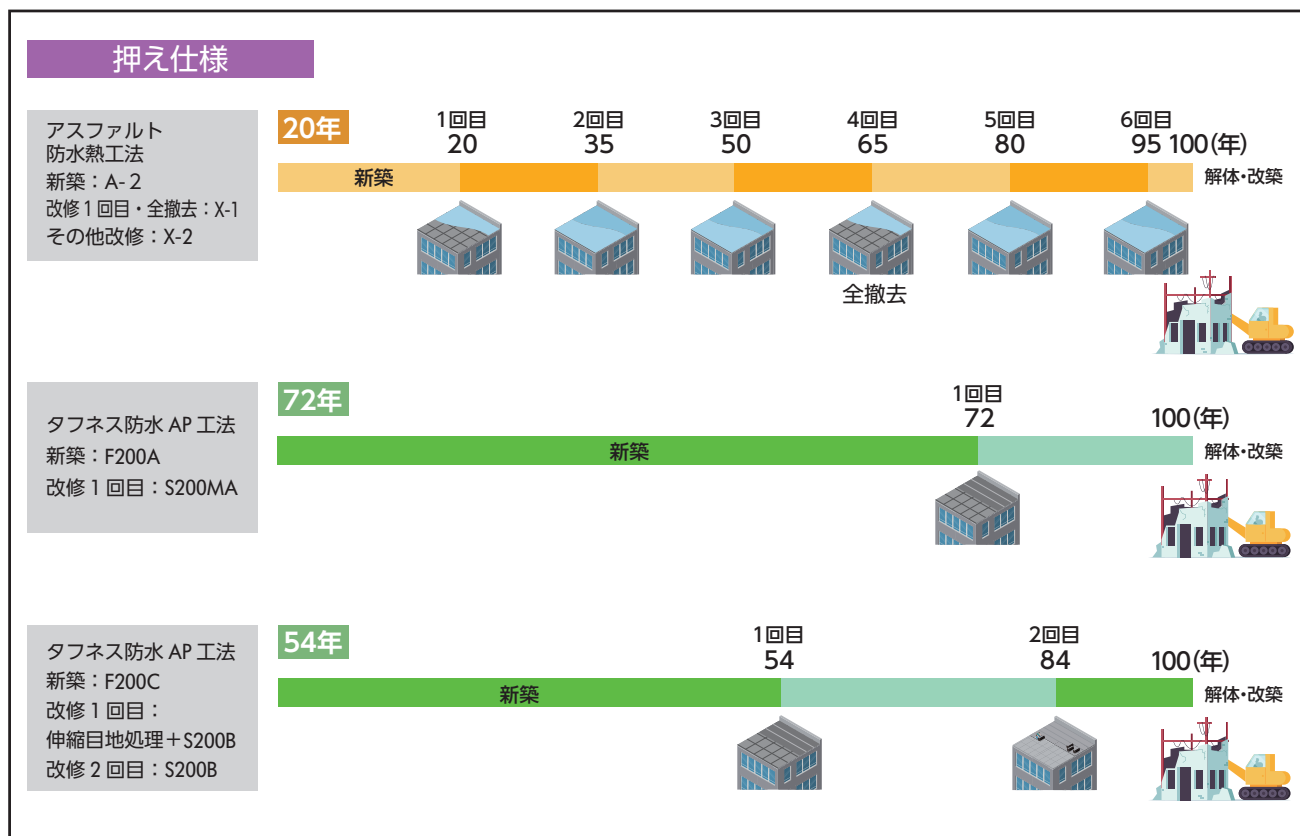 押え仕様
アスファルト
防水熱工法
新築：A-2
改修1回目・全撤去：X-1
その他改修：X-2
20年
1回目
20
2回目
35
3回目
50
4回目
65
5回目
80
6回目
95
100(年)
新築
解体・改築
全撤去
タフネス防水 AP 工法
新築：F200A
改修1回目：S200MA
72年
1回目
72
100(年)
新築
解体・改築
タフネス防水 AP 工法
新築：F200C
改修1回目：
伸縮目地処理＋S200B
改修2回目：S200B
54年
1回目
54
2回目
84
100(年)
新築
解体・改築